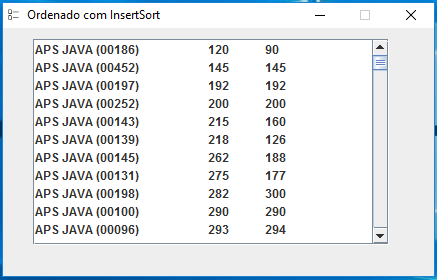 Ordenado com InsertSort
APS JAVA (00186) 120 90
APS JAVA (00452) 145 145
APS JAVA (00197) 192 192
APS JAVA (00252) 200 200
APS JAVA (00143) 215 160
APS JAVA (00139) 218 126
APS JAVA (00145) 262 188
APS JAVA (00131) 275 177
APS JAVA (00198) 282 300
APS JAVA (00100) 290 290
APS JAVA (00096) 293 294